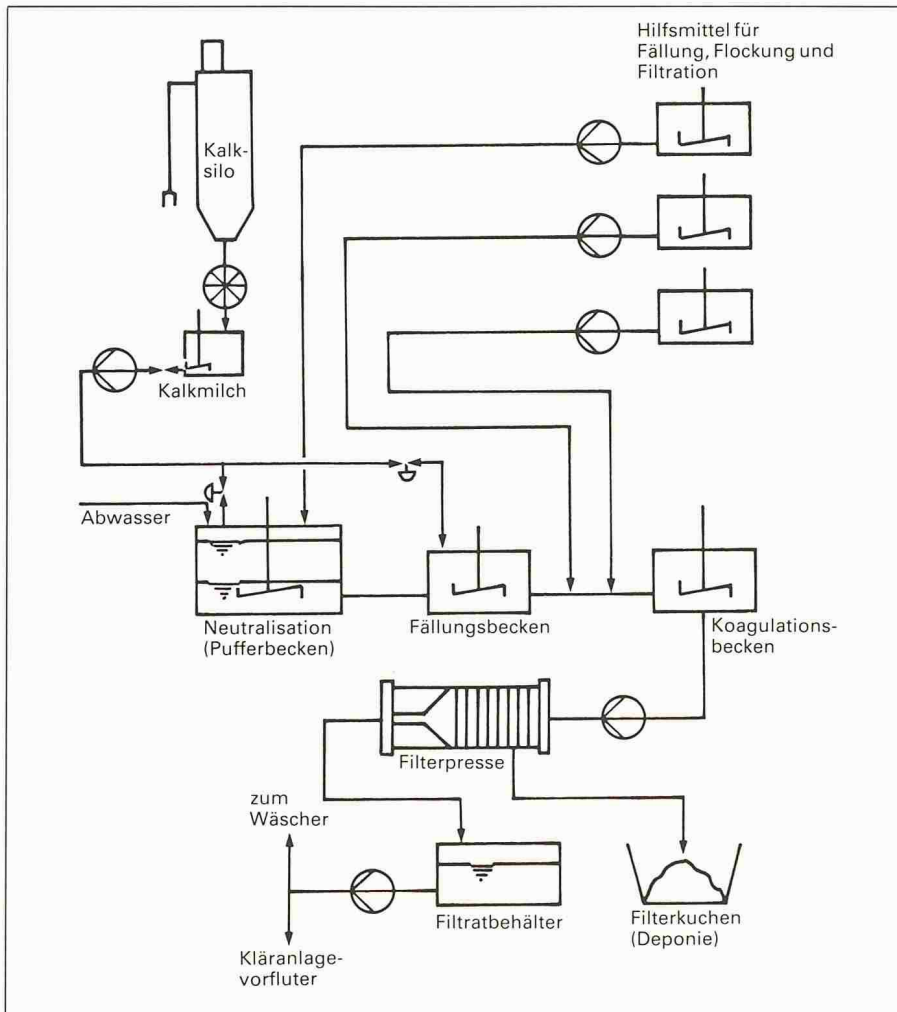 Hilfsmittel für
Fällung, Flockung und
Filtration
Kalk-
silo
Kalkmilch
Abwasser
Neutralisation
(Pufferbecken)
Fällungsbecken
Koagulations-
becken
Filterpresse
zum
Wäscher
Filtratbehälter
Filterkuchen
(Deponie)
Kläranlage-
vorfluter